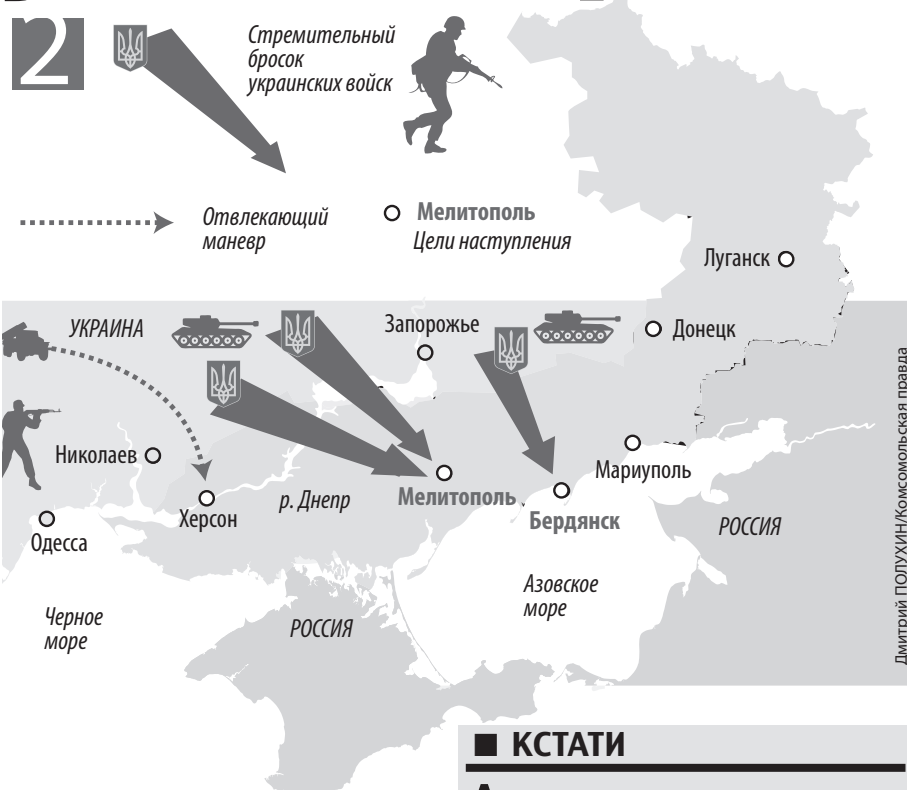 2
Стремительный
бросок
украинских войск
Отвлекающий
маневр
Мелитополь
Цели наступления
Луганск
УКРАИНА
Запорожье
Донецк
Николаев
Мариуполь
Мелитополь
Херсон
р. Днепр
Бердянск
РОССИЯ
Одесса
Азовское
море
Черное
море
РОССИЯ
Дмитрий ПОЛУХИН/Комсомольская правда
КСТАТИ